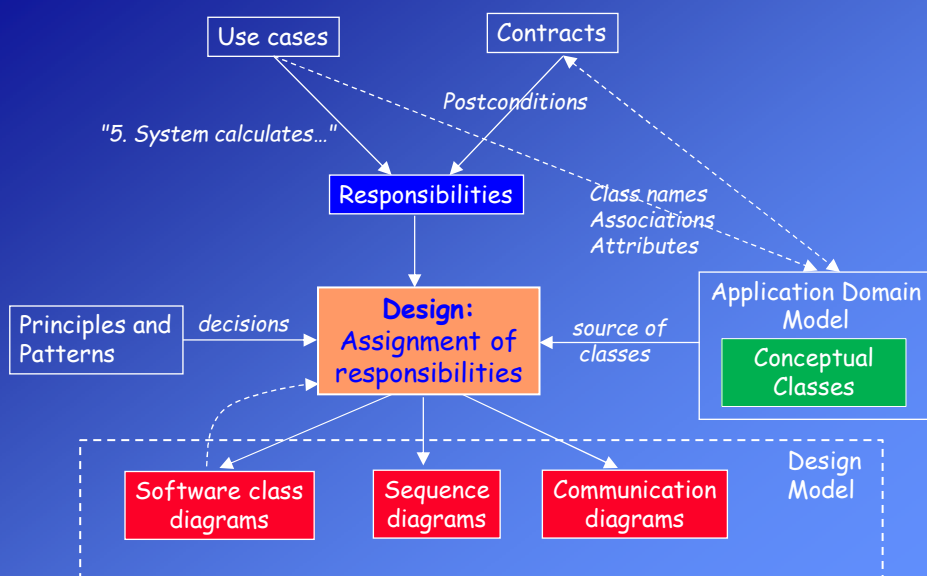 Use cases
Contracts
Postconditions
"5. System calculates…"
Responsibilities
Class names
Associations
Attributes
Design:
Assignment of
responsibilities
Principles and
Patterns
decisions
source of
classes
Application Domain
Model
Conceptual
Classes
Design
Model
Software class
diagrams
Sequence
diagrams
Communication
diagrams